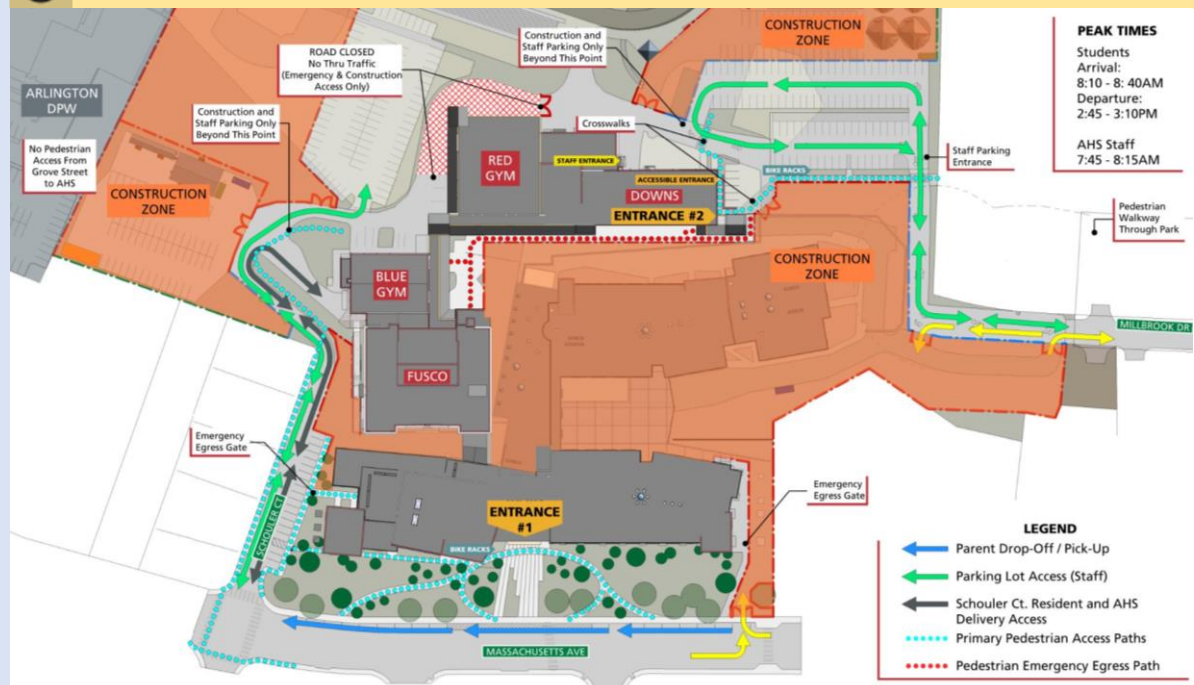 CONSTRUCTION
ZONE
Construction and
Staff Parking Only
Beyond This Point
PEAK TIMES
Students
Arrival:
8:10 - 8: 40AM
Departure:
2:45 - 3:10PM
AHS Staff
7:45 - 8:15AM
ROAD CLOSED
No Thru Traffic
(Emergency & Construction
Access Only)
ARLINGTON
DPW
Construction and
Staff Parking Only
Beyond This Point
Crosswalks
No Pedestrian
Access From
Grove Street
to AHS
RED
GYM
STAFF ENTRANCE
Staff Parking
Entrance
BIKE RACKS
ACCESSIBLE ENTRANCE
CONSTRUCTION
ZONE
DOWNS
ENTRANCE #2
Pedestrian
Walkway
Through Park
CONSTRUCTION
ZONE
BLUE
GYM
MILLBROOK DR
FUSCO
Emergency
Egress Gate
Emergency
Egress Gate
SCHOULER CT
ENTRANCE
#1
BIKE RACKS
MASSACHUSETTS AVE
LEGEND
Parent Drop-Off / Pick-Up
Parking Lot Access (Staff)
Schouler Ct. Resident and AHS
Delivery Access
Primary Pedestrian Access Paths
Pedestrian Emergency Egress Path